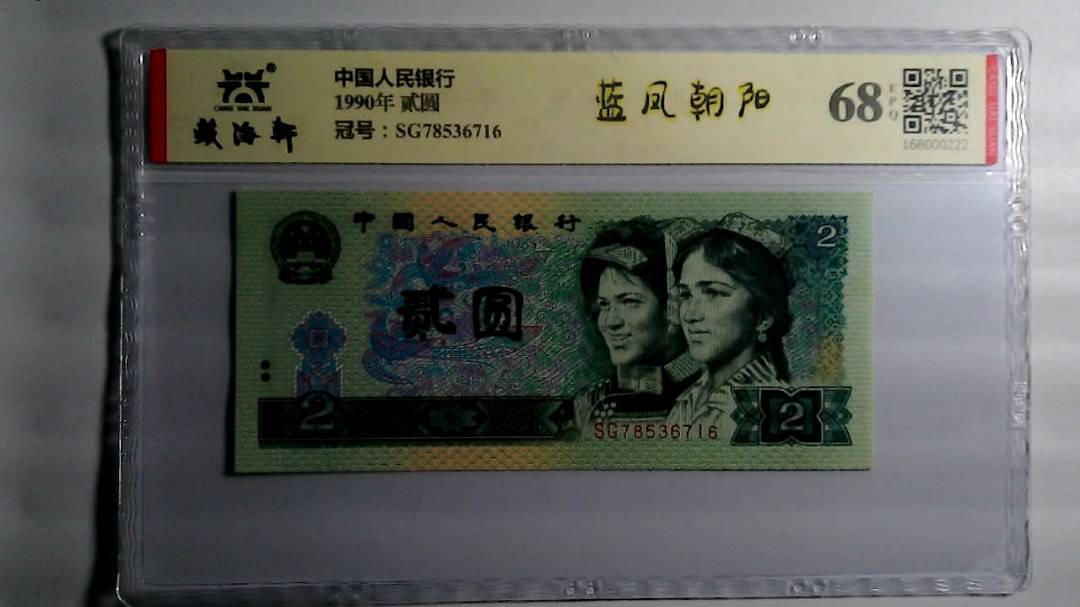 中国人民银行
1990年 贰圆
冠号：SG78536716
藏海轩
蓝凤朝阳
68
EPQ
168000222
中国人民银行
贰圆
2
2
SG78536716
2